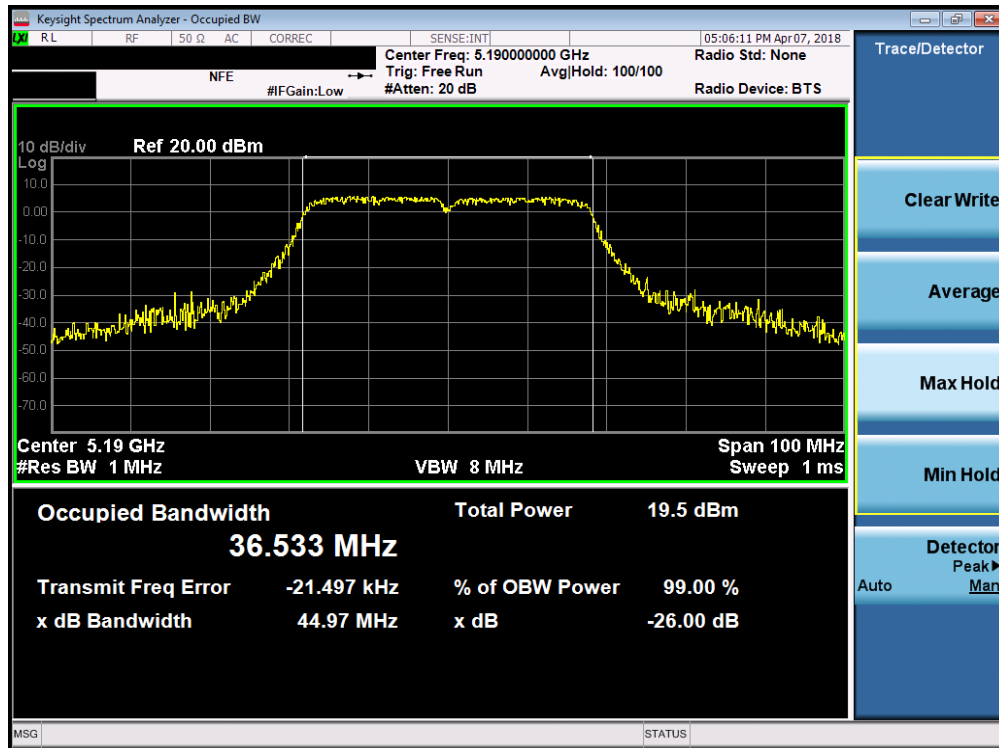 Keysight Spectrum Analyzer - Occupied BW
LXI RL RF 50 Ω AC CORREC SENSE:INT 05:06:11 PM Apr 07, 2018
Center Freq: 5.190000000 GHz Radio Std: None
NFE Trig: Free Run Avg|Hold: 100/100
#IFGain:Low #Atten: 20 dB Radio Device: BTS
Trace/Detector
10 dB/div Ref 20.00 dBm
Log
10.0
0.00
-10.0
-20.0
-30.0
-40.0
-50.0
-60.0
-70.0
Center 5.19 GHz Span 100 MHz
#Res BW 1 MHz VBW 8 MHz Sweep 1 ms
Occupied Bandwidth Total Power 19.5 dBm
36.533 MHz
Transmit Freq Error -21.497 kHz % of OBW Power 99.00 %
x dB Bandwidth 44.97 MHz x dB -26.00 dB
Clear Write
Average
Max Hold
Min Hold
Detector
Peak▶
Auto Man
MSG STATUS